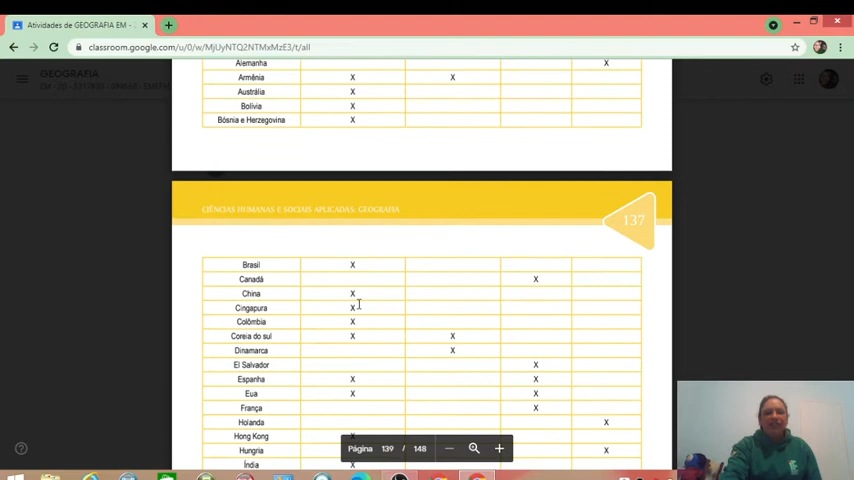 Atividades de GEOGRAFIA EM -
classroom.google.com/u/0/w/MjUyNTQ2NTMxMzE3/t/all
GEOGRAFIA
Alemanha X
Armênia X X
Austrália X
Bolívia X
Bósnia e Herzegovina X
CIÊNCIAS HUMANAS E SOCIAIS APLICADAS: GEOGRAFIA
137
Brasil X
Canadá X
China X
Cingapura X
Colômbia X
Coreia do sul X X
Dinamarca X
El Salvador X
Espanha X X
Eua X X
França X
Holanda X
Hong Kong X
Hungria X
Índia X
Página 139 / 148